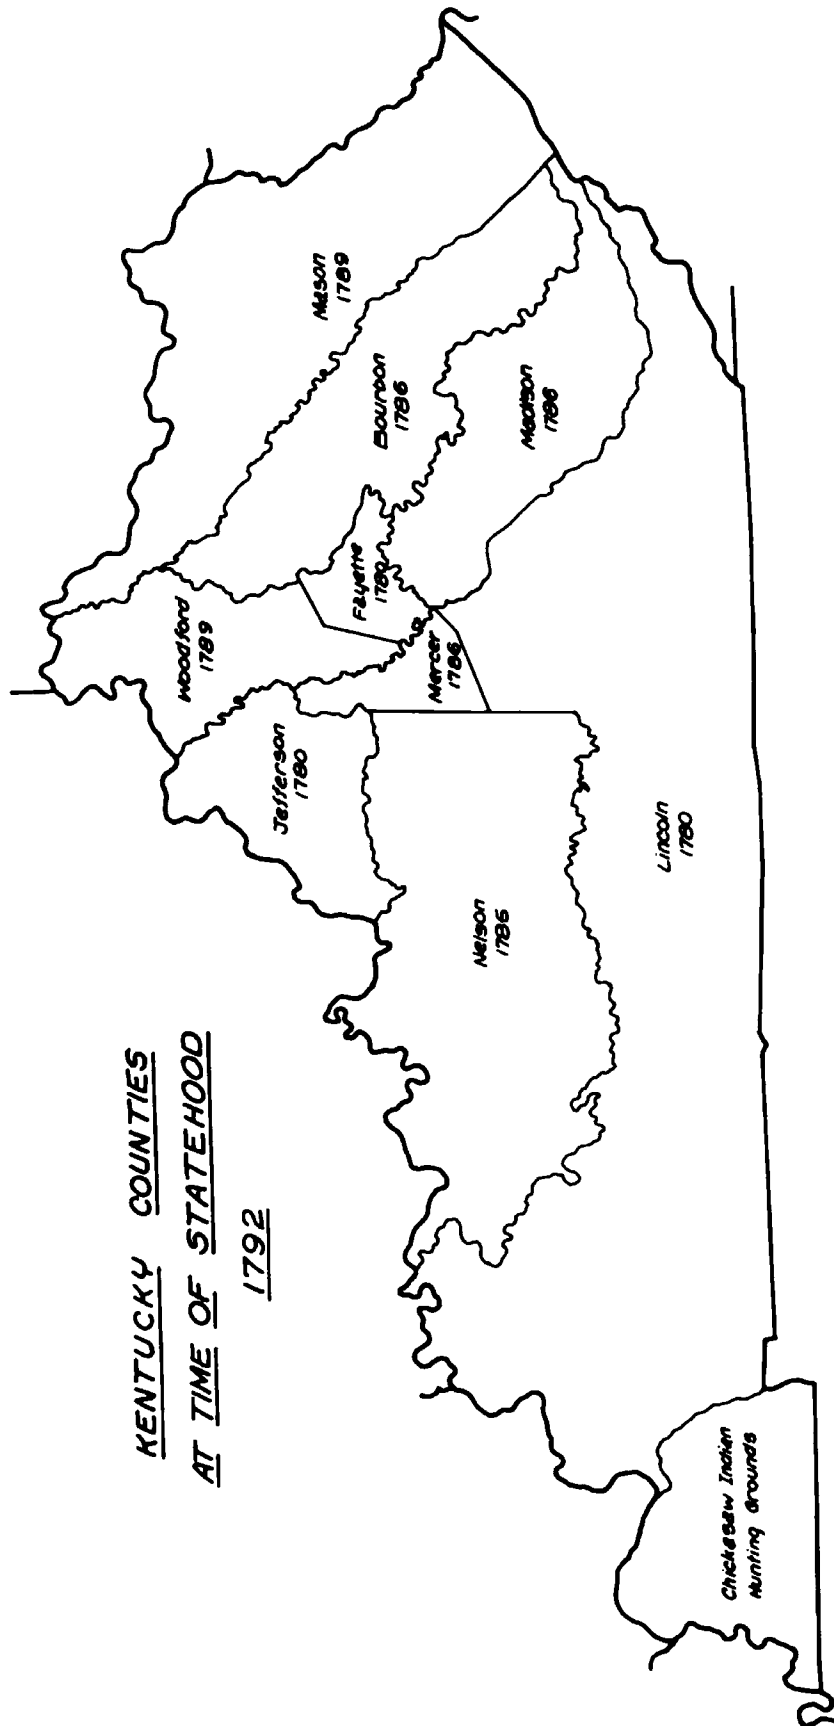 KENTUCKY COUNTIES
AT TIME OF STATEHOOD
1792
Mason
1789
Bourbon
1786
Woodford
1789
Fayette
1780
Madison
1786
Mercer
1786
Jefferson
1780
Nelson
1786
Lincoln
1780
Chickasaw Indian
Hunting Grounds